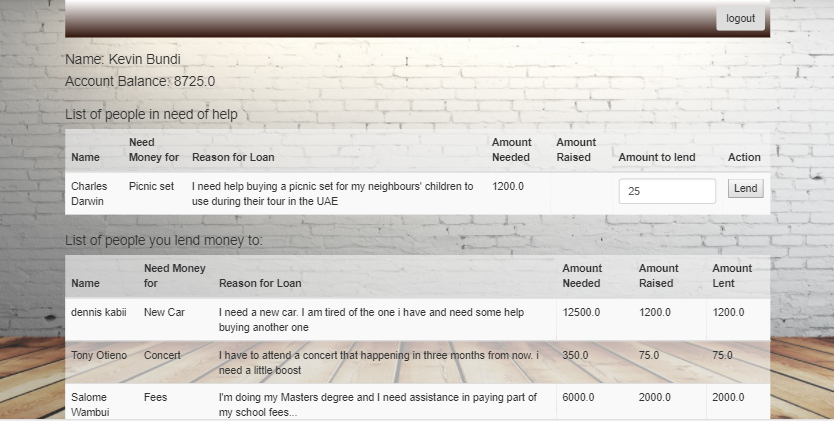 logout
Name: Kevin Bundi
Account Balance: 8725.0
List of people in need of help
Name Need Money for Reason for Loan Amount Needed Amount Raised Amount to lend Action
Charles Darwin Picnic set I need help buying a picnic set for my neighbours' children to use during their tour in the UAE 1200.0 25 Lend
List of people you lend money to:
Name Need Money for Reason for Loan Amount Needed Amount Raised Amount Lent
dennis kabii New Car I need a new car. I am tired of the one i have and need some help buying another one 12500.0 1200.0 1200.0
Tony Otieno Concert I have to attend a concert that happening in three months from now. i need a little boost 350.0 75.0 75.0
Salome Wambui Fees I'm doing my Masters degree and I need assistance in paying part of my school fees... 6000.0 2000.0 2000.0